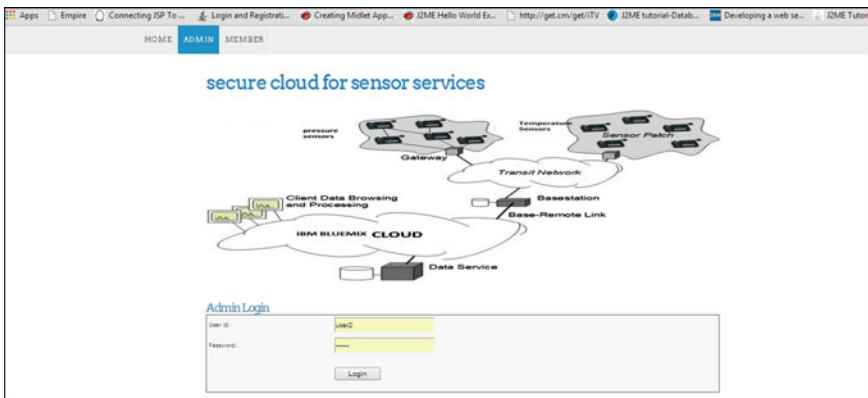 Apps Empire Connecting JSP To ... Login and Registrati... Creating Midlet App... J2ME Hello World Ex... http://get.cm/get/iTV J2ME tutorial-Datab... Developing a web se... J2ME Tutor
HOME ADMIN MEMBER
secure cloud for sensor services
pressure
sensors
Temperature
Sensors
Sensor Patch
Gateway
Transit Network
Client Data Browsing
and Processing
Basestation
Base-Remote Link
IBM BLUEMIX CLOUD
Data Service
Admin Login
User id:
user2
Password:
•••••
Login